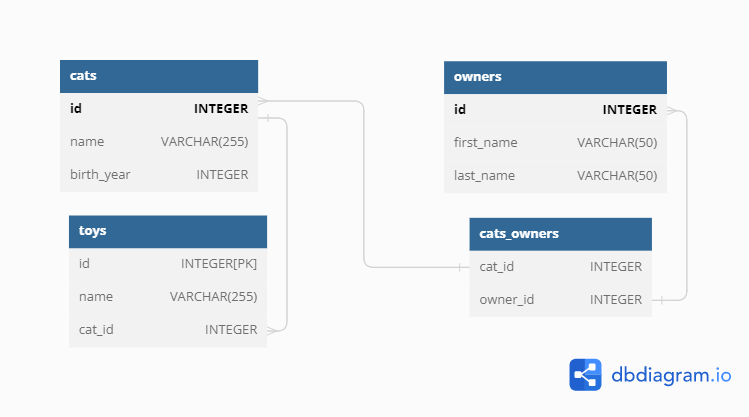 cats
id INTEGER
name VARCHAR(255)
birth_year INTEGER
owners
id INTEGER
first_name VARCHAR(50)
last_name VARCHAR(50)
toys
id INTEGER[PK]
name VARCHAR(255)
cat_id INTEGER
cats_owners
cat_id INTEGER
owner_id INTEGER
dbdiagram.io